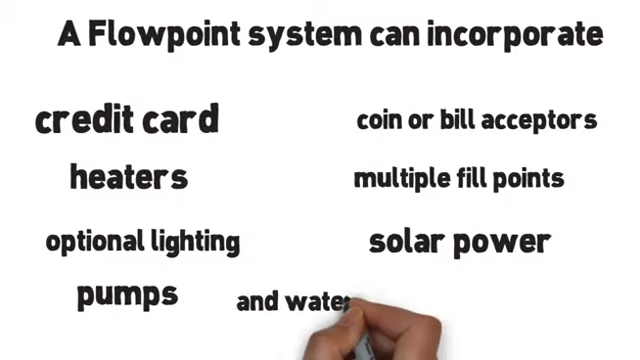 A Flowpoint system can incorporate
credit card
coin or bill acceptors
heaters
multiple fill points
optional lighting
solar power
pumps
and wate